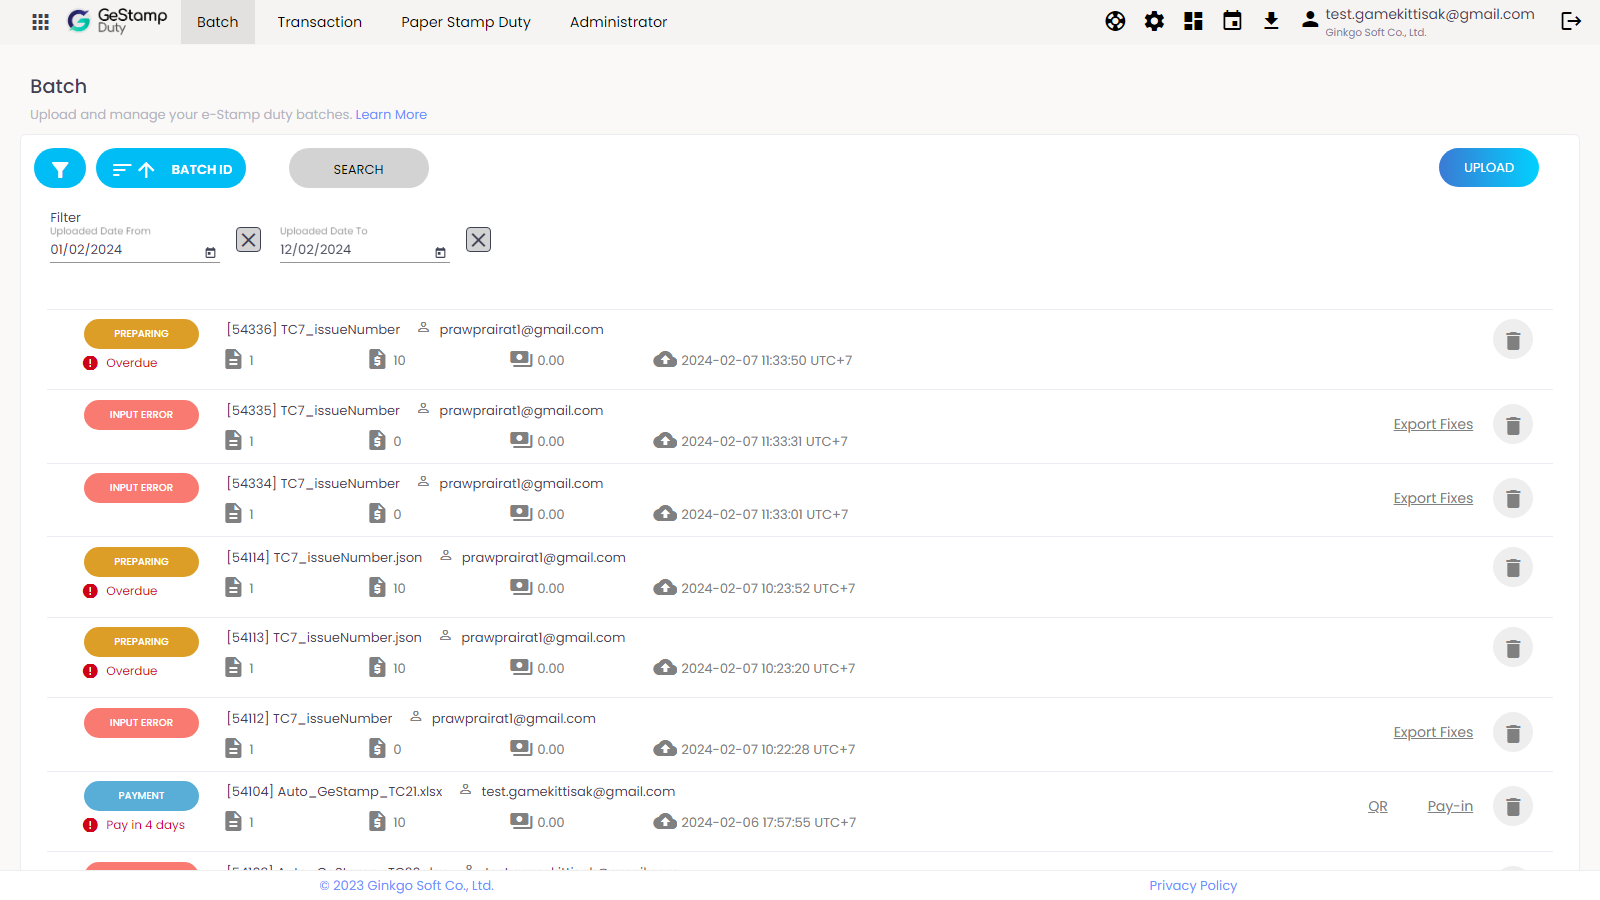 GeStamp Duty
Batch
Transaction
Paper Stamp Duty
Administrator
test.gamekittisak@gmail.com
Ginkgo Soft Co., Ltd.
Batch
Upload and manage your e-Stamp duty batches. Learn More
BATCH ID
SEARCH
UPLOAD
Filter
Uploaded Date From
01/02/2024
Uploaded Date To
12/02/2024
PREPARING
Overdue
[54336] TC7_issueNumber prawprairat1@gmail.com
1 10 0.00 2024-02-07 11:33:50 UTC+7
INPUT ERROR
[54335] TC7_issueNumber prawprairat1@gmail.com
1 0 0.00 2024-02-07 11:33:31 UTC+7
Export Fixes
INPUT ERROR
[54334] TC7_issueNumber prawprairat1@gmail.com
1 0 0.00 2024-02-07 11:33:01 UTC+7
Export Fixes
PREPARING
Overdue
[54114] TC7_issueNumber.json prawprairat1@gmail.com
1 10 0.00 2024-02-07 10:23:52 UTC+7
PREPARING
Overdue
[54113] TC7_issueNumber.json prawprairat1@gmail.com
1 10 0.00 2024-02-07 10:23:20 UTC+7
INPUT ERROR
[54112] TC7_issueNumber prawprairat1@gmail.com
1 0 0.00 2024-02-07 10:22:28 UTC+7
Export Fixes
PAYMENT
Pay in 4 days
[54104] Auto_GeStamp_TC21.xlsx test.gamekittisak@gmail.com
1 10 0.00 2024-02-06 17:57:55 UTC+7
QR Pay-in
© 2023 Ginkgo Soft Co., Ltd.
Privacy Policy